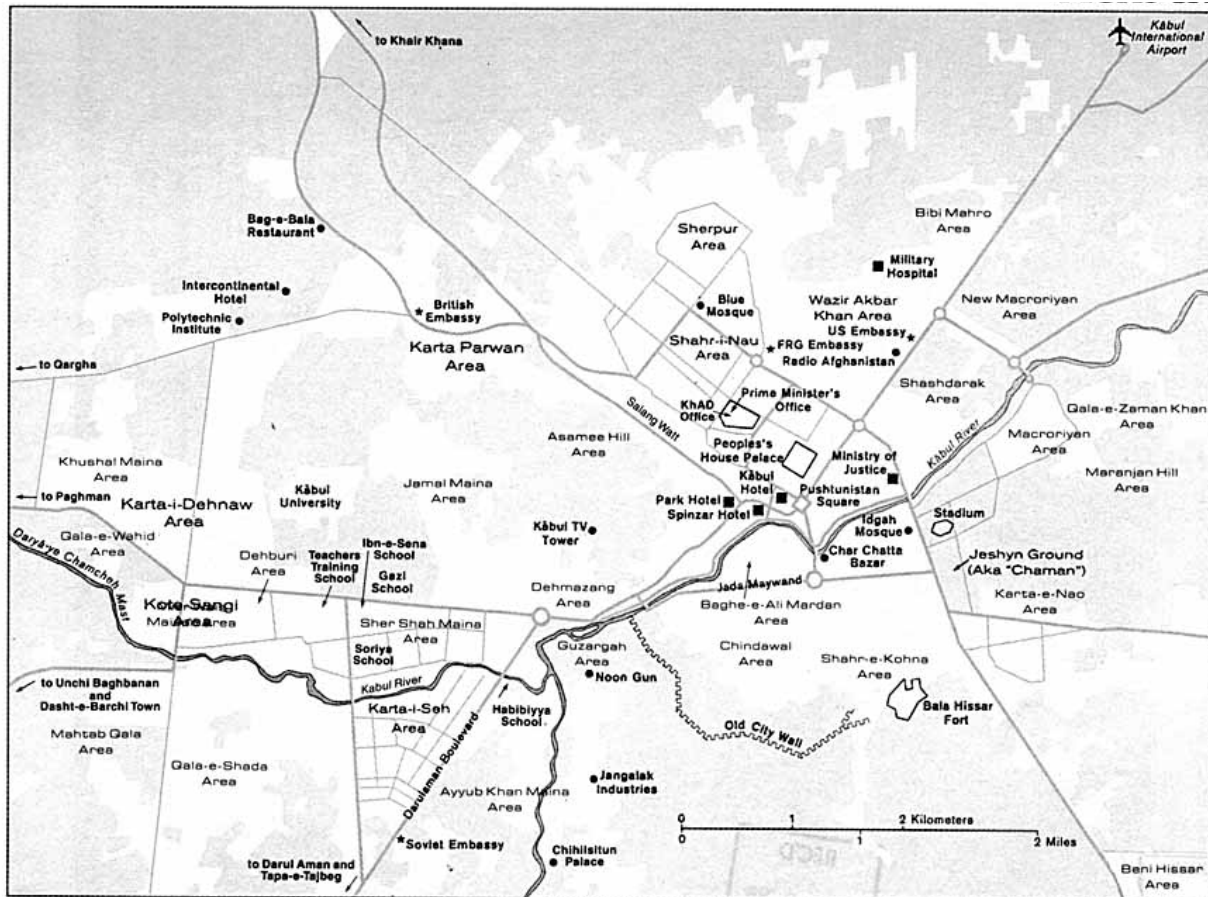 Kābul
International
Airport
to Khair Khana
Bag-e-Bala
Restaurant
Sherpur
Area
Bibi Mahro
Area
Military
Hospital
Intercontinental
Hotel
Polytechnic
Institute
British
Embassy
Blue
Mosque
Wazir Akbar
Khan Area
New Macroriyan
Area
US Embassy
Karta Parwan
Area
Shahr-i-Nau
Area
FRG Embassy
Radio Afghanistan
to Qargha
Shashdarak
Area
Prime Minister's
Office
KhAD
Office
Salang Watt
Qala-e-Zaman Khan
Area
Asamee Hill
Area
Peoples's
House Palace
Ministry of
Justice
Kābul River
Macroriyan
Area
Khushal Maina
Area
Jamal Maina
Area
Maranjan Hill
Area
Kābul
University
Kābul
Hotel
Pushtunistan
Square
to Paghman
Karta-i-Dehnaw
Area
Park Hotel
Spinzar Hotel
Stadium
Qala-e-Wahid
Area
Kābul TV
Tower
Idgah
Mosque
Daryā-ye Chamcheh Mast
Dehburi
Area
Teachers
Training
School
Ibn-e-Sena
School
Gazi
School
Char Chatta
Bazar
Jeshyn Ground
(Aka "Chaman")
Jada Maywand
Dehmazang
Area
Karta-e-Nao
Area
Kote-Sangi
Area
Area
Sher Shah Maina
Area
Baghe-e-Ali Mardan
Area
Soriya
School
Guzargah
Area
Chindawal
Area
Shahr-e-Kohna
Area
to Unchi Baghbanan
and
Dasht-e-Barchi Town
Kabul River
Noon Gun
Habibiyya
School
Bala Hissar
Fort
Karta-i-Seh
Area
Old City Wall
Mahtab Qala
Area
Qala-e-Shada
Area
Darulaman Boulevard
Jangalak
Industries
Ayyub Khan Maina
Area
0 1 2 Kilometers
0 1 2 Miles
Soviet Embassy
to Darul Aman and
Tapa-e-Tajbeg
Chihilsitun
Palace
Beni Hissar
Area